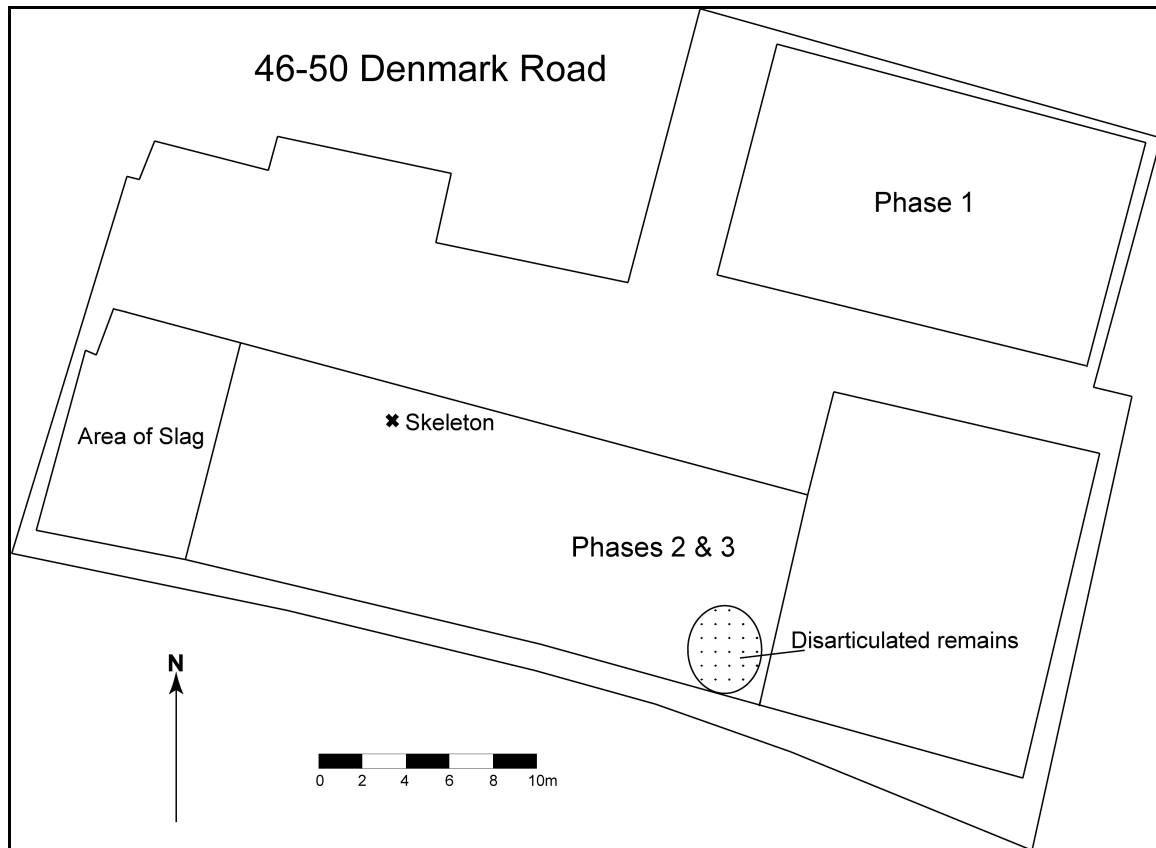 46-50 Denmark Road
Phase 1
Skeleton
Area of Slag
Phases 2 & 3
Disarticulated remains
N
0 2 4 6 8 10m